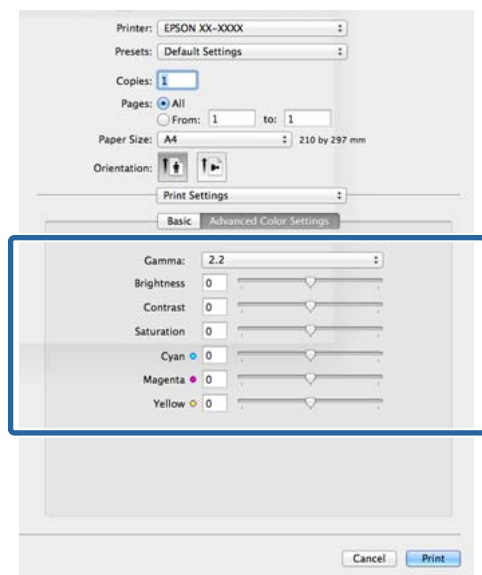 Printer: EPSON XX-XXXX
Presets: Default Settings
Copies: 1
Pages: All
From: 1 to: 1
Paper Size: A4 210 by 297 mm
Orientation:
Print Settings
Basic Advanced Color Settings
Gamma: 2.2
Brightness 0
Contrast 0
Saturation 0
Cyan 0
Magenta 0
Yellow 0
Cancel Print